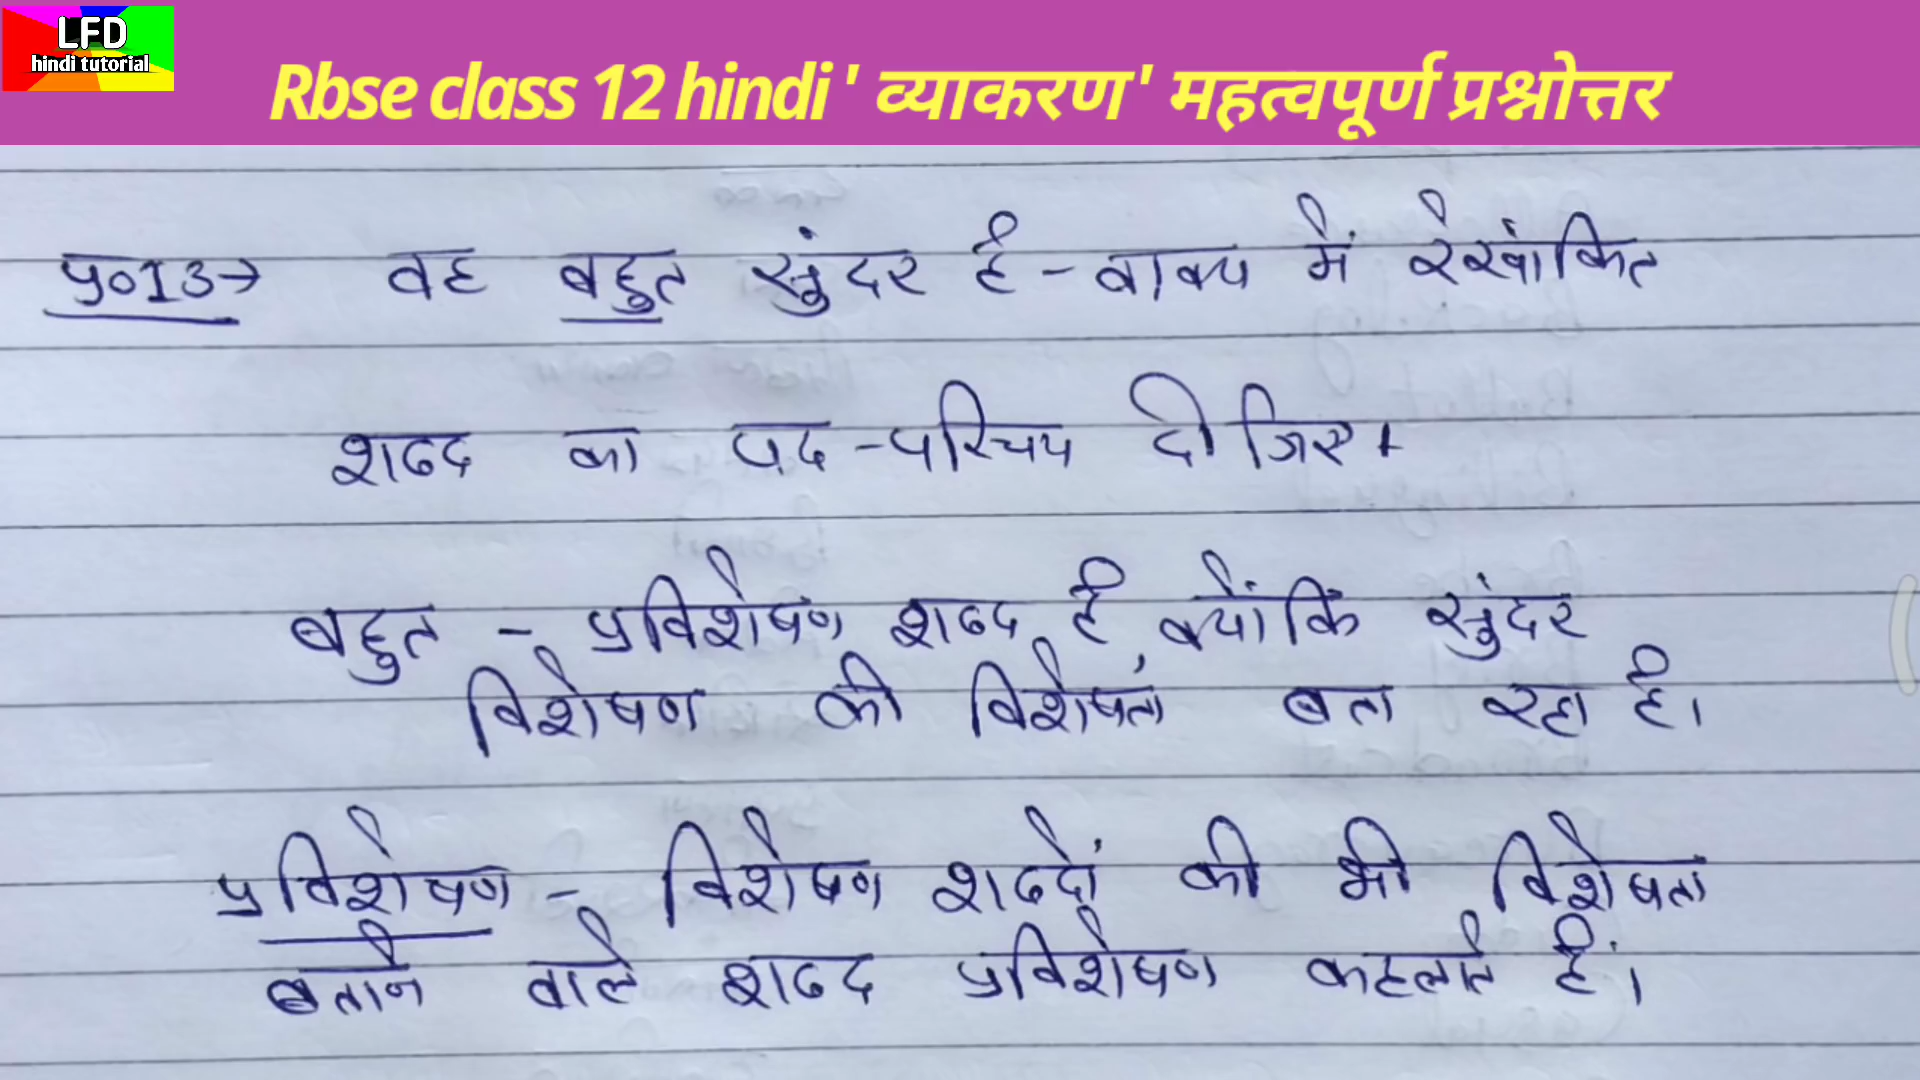 LFD
hindi tutorial
Rbse class 12 hindi ' व्याकरण' महत्वपूर्ण प्रश्नोत्तर
प्र०13→ वह बहुत सुंदर है - वाक्य में रेखांकित
शब्द का पद -परिचय दीजिए।
बहुत - प्रविशेषण शब्द है, क्योंकि सुंदर
विशेषण की विशेषता बता रहा है।
प्रविशेषण - विशेषण शब्दों की भी विशेषता
बताने वाले शब्द प्रविशेषण कहलाते हैं।